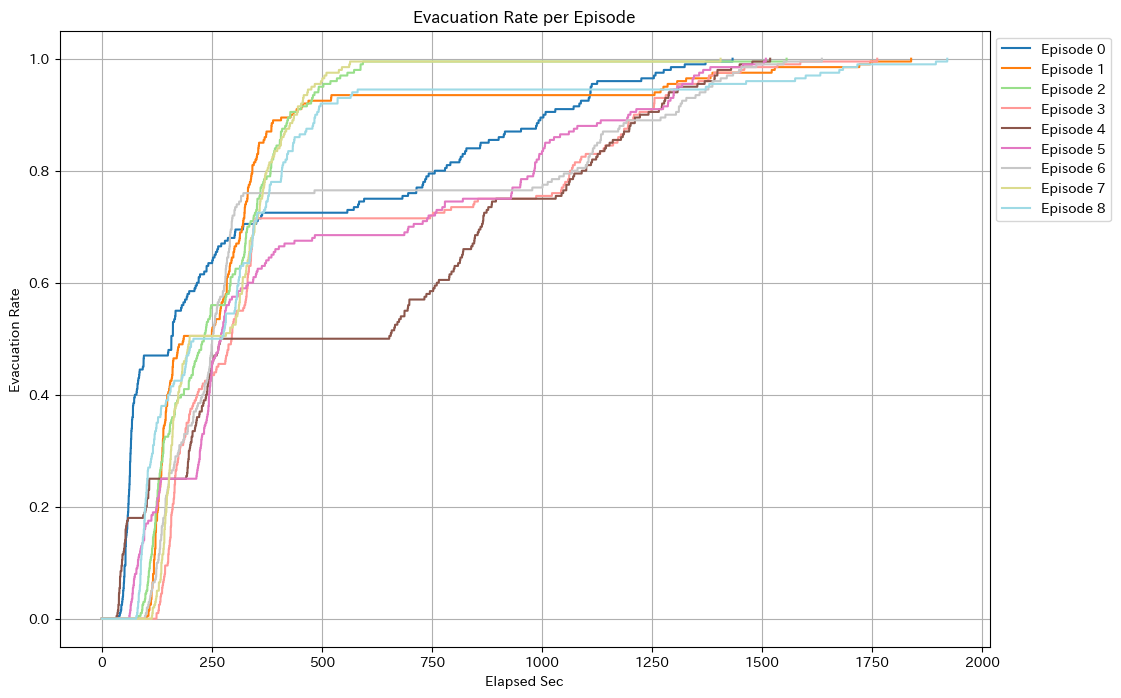 Evacuation Rate per Episode
Evacuation Rate
1.0
0.8
0.6
0.4
0.2
0.0
0
250
500
750
1000
1250
1500
1750
2000
Elapsed Sec
Episode 0
Episode 1
Episode 2
Episode 3
Episode 4
Episode 5
Episode 6
Episode 7
Episode 8